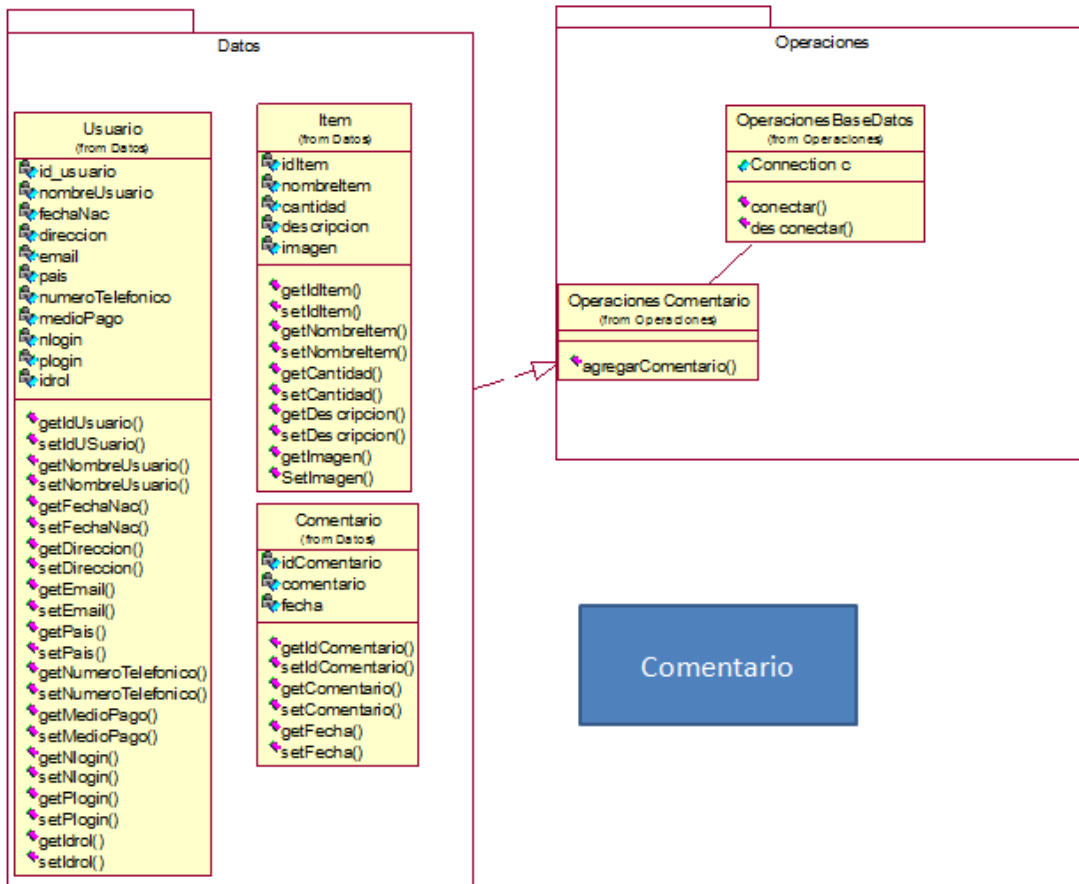 Datos
Usuario
(from Datos)
id_usuario
nombreUsuario
fechaNac
direccion
email
pais
numeroTelefonico
medioPago
nlogin
plogin
idrol
getIdUsuario()
setIdUSuario()
getNombreUsuario()
setNombreUsuario()
getFechaNac()
setFechaNac()
getDireccion()
setDireccion()
getEmail()
setEmail()
getPais()
setPais()
getNumeroTelefonico()
setNumeroTelefonico()
getMedioPago()
setMedioPago()
getNlogin()
setNlogin()
getPlogin()
setPlogin()
getIdrol()
setIdrol()
Item
(from Datos)
idItem
nombreItem
cantidad
descripcion
imagen
getIdItem()
setIdItem()
getNombreItem()
setNombreItem()
getCantidad()
setCantidad()
getDescripcion()
setDescripcion()
getImagen()
SetImagen()
Comentario
(from Datos)
idComentario
comentario
fecha
getIdComentario()
setIdComentario()
getComentario()
setComentario()
getFecha()
setFecha()
Operaciones
OperacionesBaseDatos
(from Operaciones)
Connection c
conectar()
desconectar()
Operaciones Comentario
(from Operaciones)
agregarComentario()
Comentario